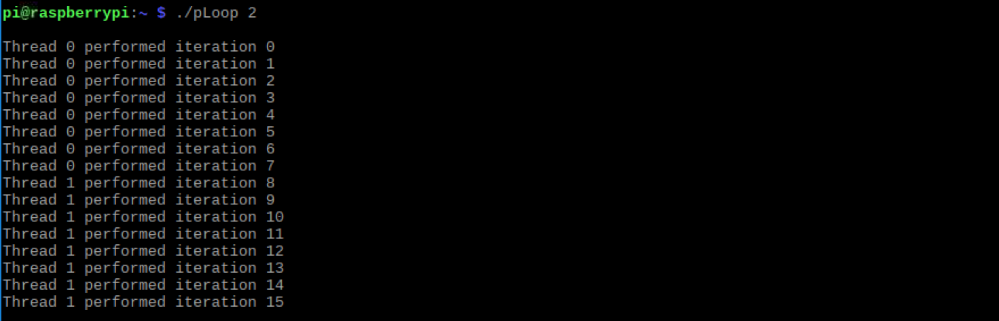 pi@raspberrypi:~ $ ./pLoop 2
Thread 0 performed iteration 0
Thread 0 performed iteration 1
Thread 0 performed iteration 2
Thread 0 performed iteration 3
Thread 0 performed iteration 4
Thread 0 performed iteration 5
Thread 0 performed iteration 6
Thread 0 performed iteration 7
Thread 1 performed iteration 8
Thread 1 performed iteration 9
Thread 1 performed iteration 10
Thread 1 performed iteration 11
Thread 1 performed iteration 12
Thread 1 performed iteration 13
Thread 1 performed iteration 14
Thread 1 performed iteration 15